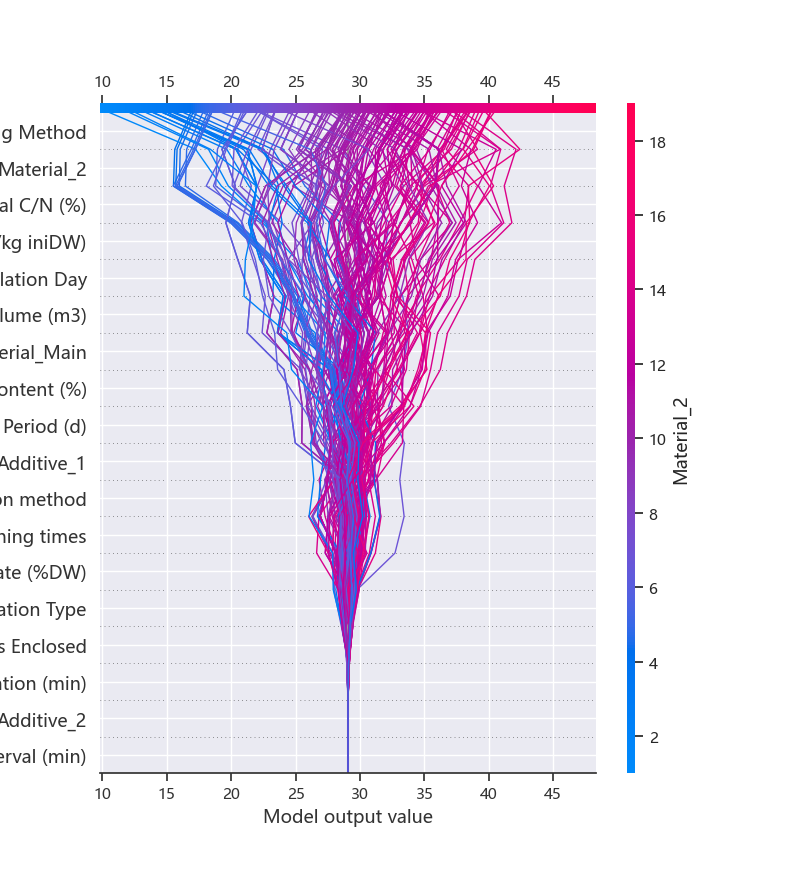 10 15 20 25 30 35 40 45
g Method
Material_2
al C/N (%)
/kg iniDW)
lation Day
lume (m3)
erial_Main
ontent (%)
Period (d)
Additive_1
on method
ning times
ate (%DW)
ation Type
s Enclosed
ation (min)
Additive_2
erval (min)
10 15 20 25 30 35 40 45
Model output value
18
16
14
12
10
8
6
4
2
Material_2